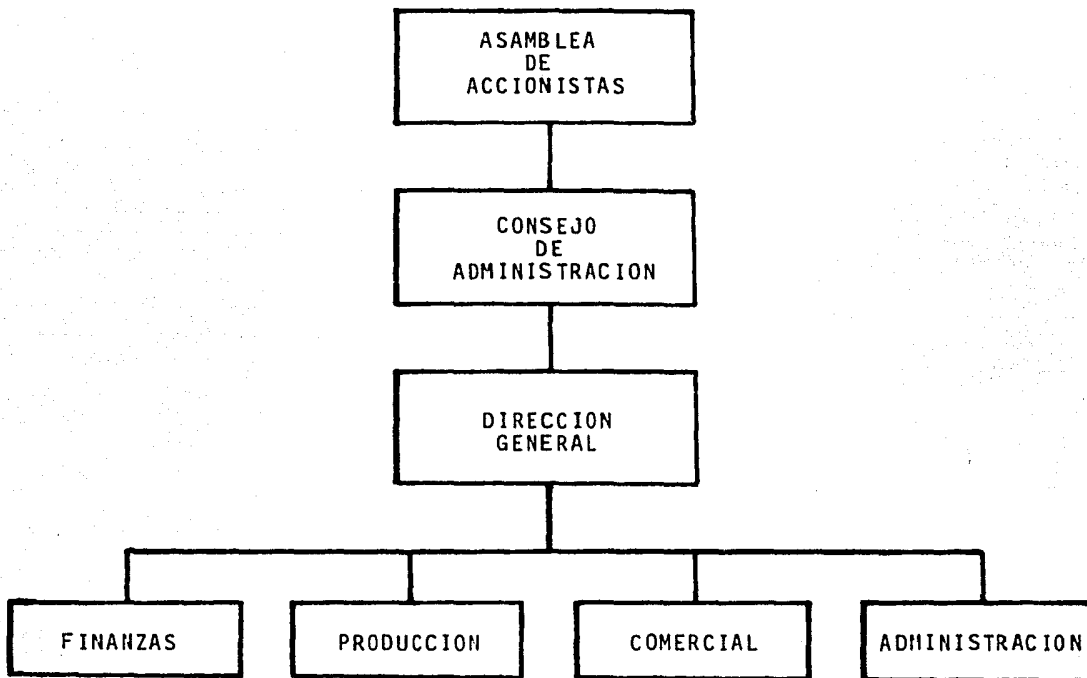 ASAMBLEA
DE
ACCIONISTAS
CONSEJO
DE
ADMINISTRACION
DIRECCION
GENERAL
FINANZAS
PRODUCCION
COMERCIAL
ADMINISTRACION